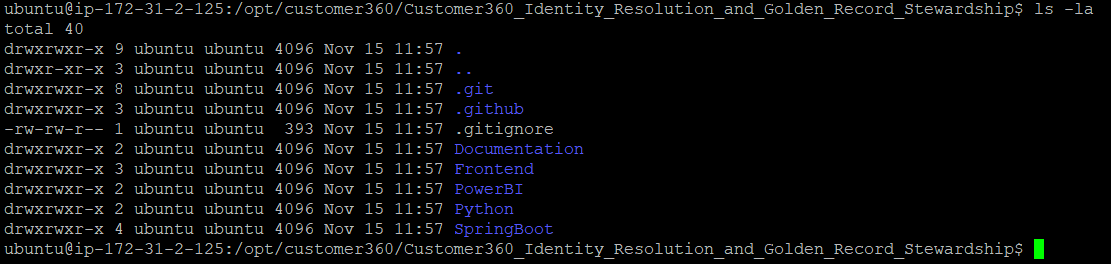 ubuntu@ip-172-31-2-125:/opt/customer360/Customer360_Identity_Resolution_and_Golden_Record_Stewardship$ ls -la
total 40
drwxrwxr-x 9 ubuntu ubuntu 4096 Nov 15 11:57 .
drwxr-xr-x 3 ubuntu ubuntu 4096 Nov 15 11:57 ..
drwxrwxr-x 8 ubuntu ubuntu 4096 Nov 15 11:57 .git
drwxrwxr-x 3 ubuntu ubuntu 4096 Nov 15 11:57 .github
-rw-rw-r-- 1 ubuntu ubuntu  393 Nov 15 11:57 .gitignore
drwxrwxr-x 2 ubuntu ubuntu 4096 Nov 15 11:57 Documentation
drwxrwxr-x 3 ubuntu ubuntu 4096 Nov 15 11:57 Frontend
drwxrwxr-x 2 ubuntu ubuntu 4096 Nov 15 11:57 PowerBI
drwxrwxr-x 2 ubuntu ubuntu 4096 Nov 15 11:57 Python
drwxrwxr-x 4 ubuntu ubuntu 4096 Nov 15 11:57 SpringBoot
ubuntu@ip-172-31-2-125:/opt/customer360/Customer360_Identity_Resolution_and_Golden_Record_Stewardship$